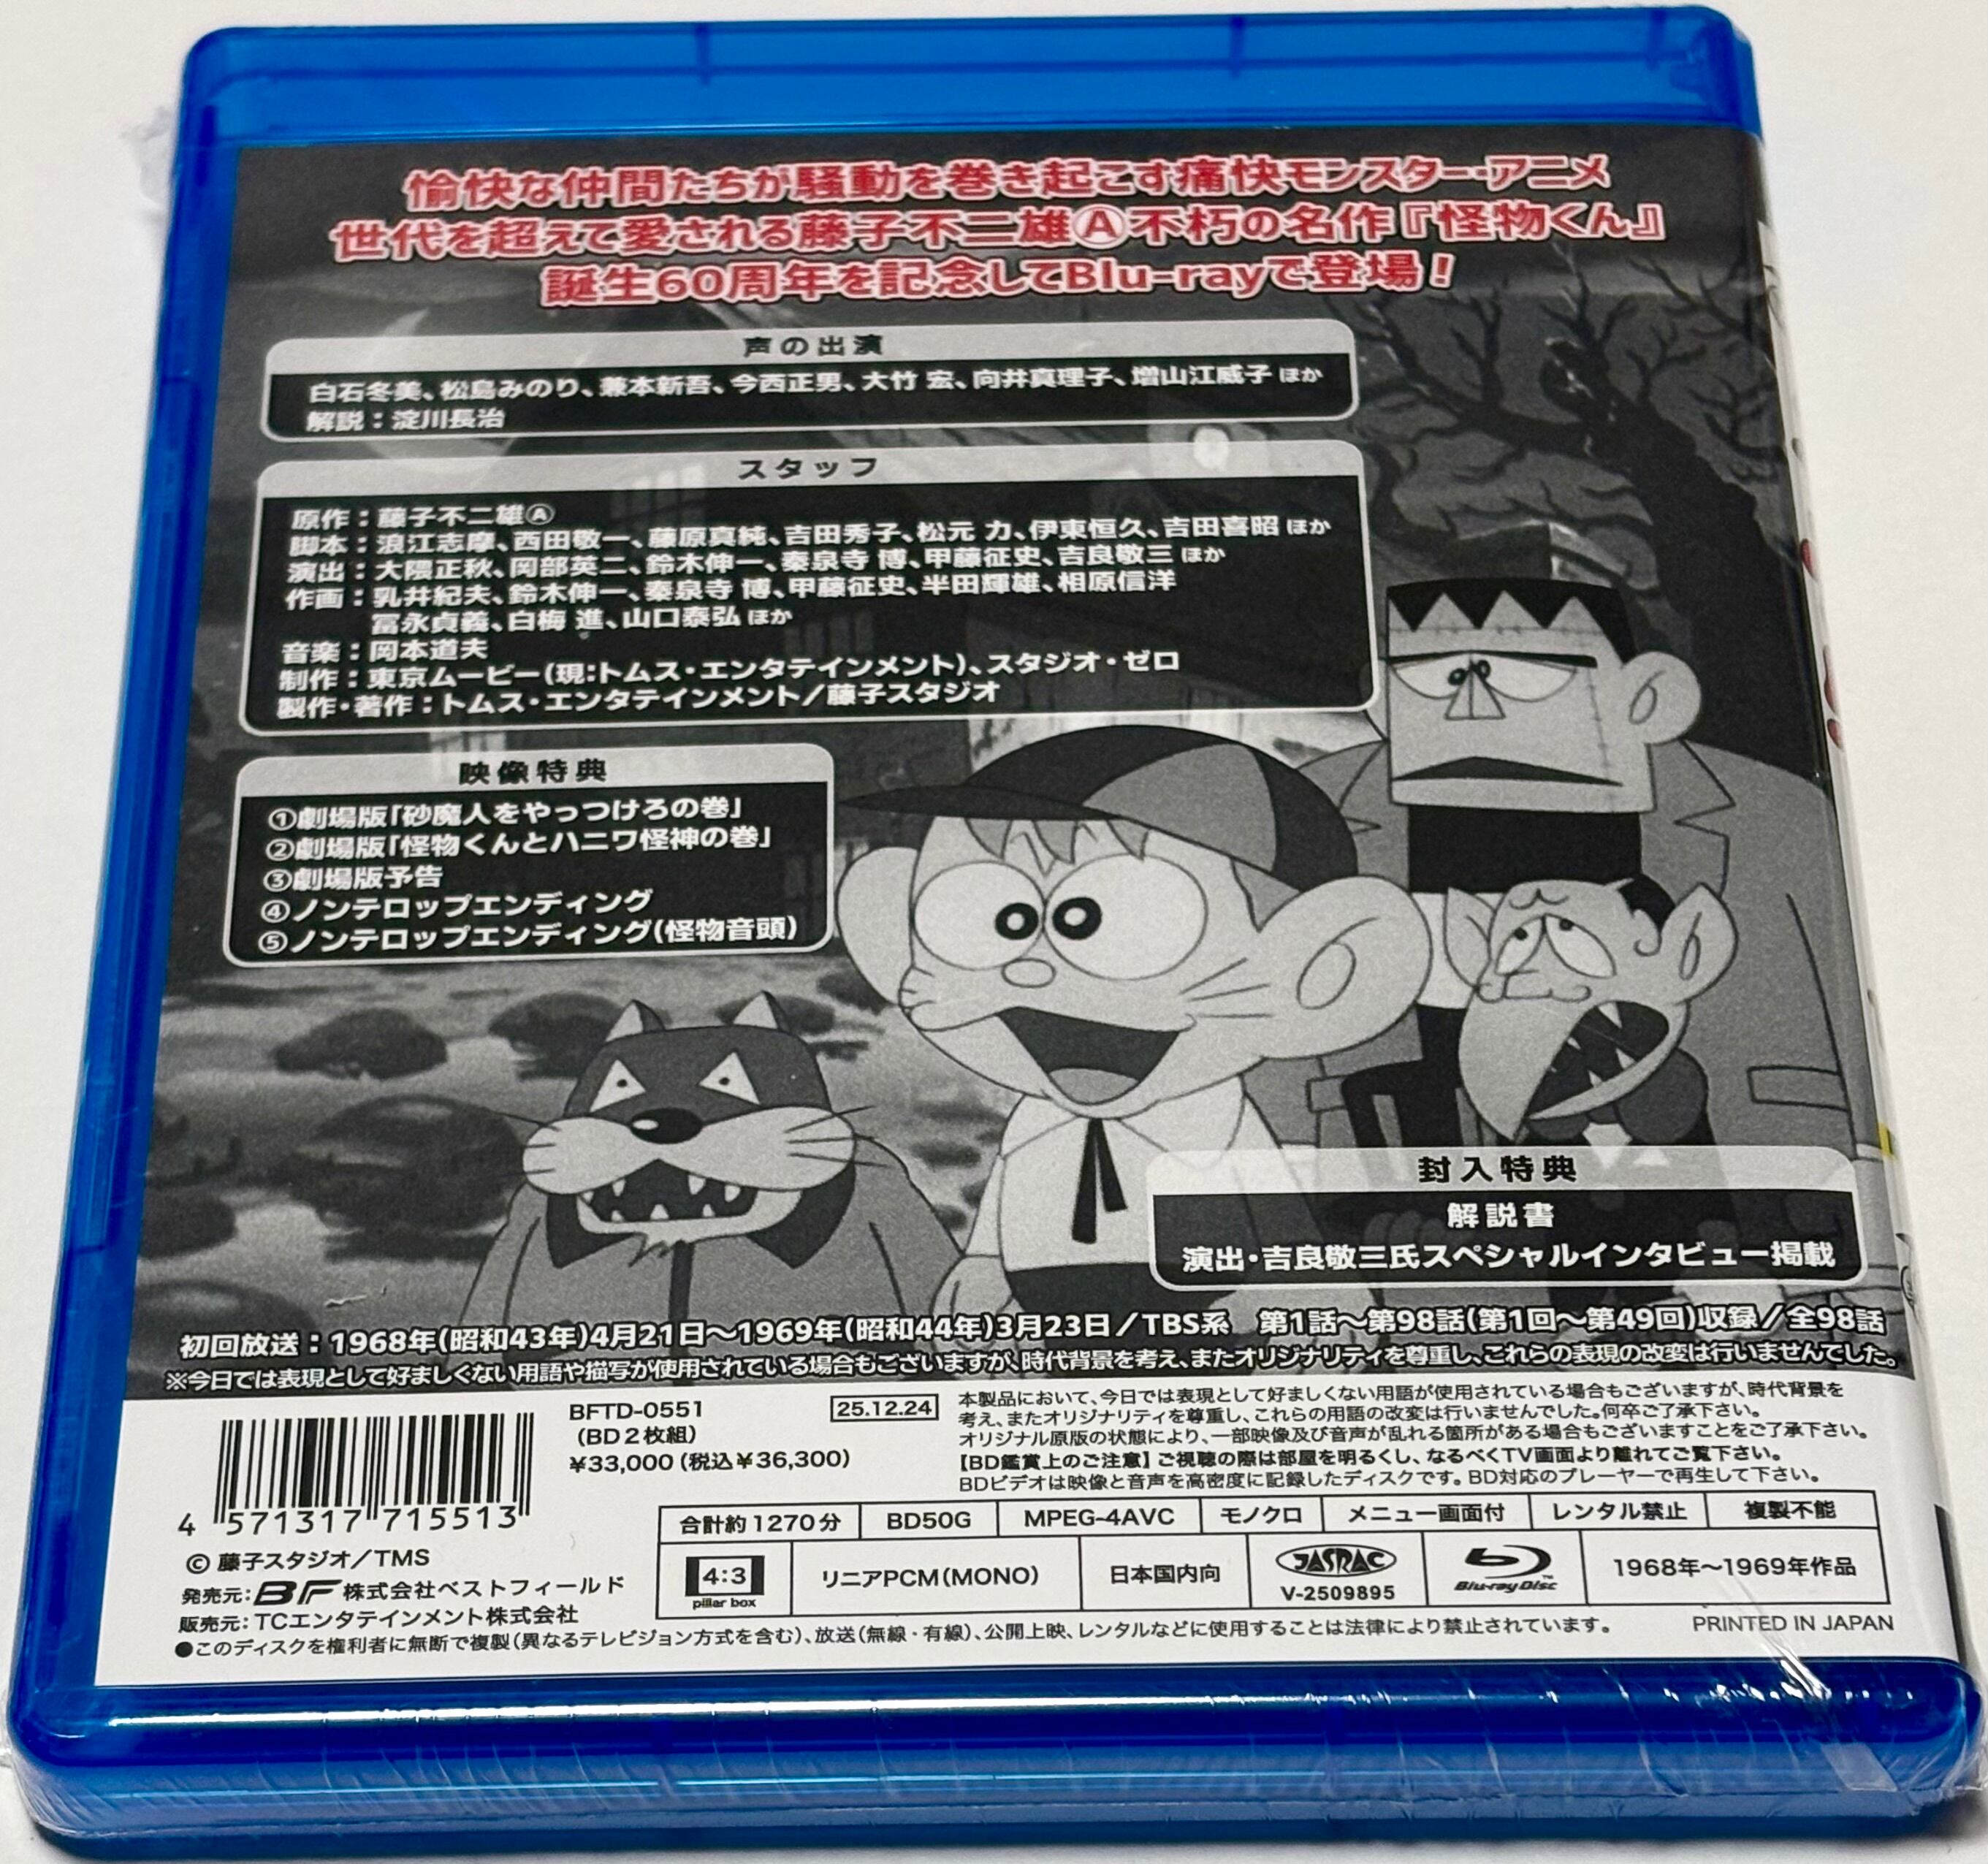 愉快な仲間たちが騒動を巻き起こす痛快モンスター・アニメ
世代を超えて愛される藤子不二雄Ⓐ不朽の名作『怪物くん』
誕生60周年を記念してBlu-rayで登場！
声の出演
白石冬美、松島みのり、兼本新吾、今西正男、大竹 宏、向井真理子、増山江威子 ほか
解説：淀川長治
スタッフ
原作：藤子不二雄Ⓐ
脚本：浪江志摩、西田敬一、藤原真純、吉田秀子、松元 力、伊東恒久、吉田喜昭 ほか
演出：大隅正秋、岡部英二、鈴木伸一、秦泉寺 博、甲藤征史、吉良敬三 ほか
作画：乳井紀夫、鈴木伸一、秦泉寺 博、甲藤征史、半田輝雄、相原信洋
冨永貞義、白梅 進、山口泰弘 ほか
音楽：岡本道夫
制作：東京ムービー（現：トムス・エンタテインメント）、スタジオ・ゼロ
製作・著作：トムス・エンタテインメント／藤子スタジオ
映像特典
①劇場版「砂魔人をやっつけろの巻」
②劇場版「怪物くんとハニワ怪神の巻」
③劇場版予告
④ノンテロップエンディング
⑤ノンテロップエンディング（怪物音頭）
封入特典
解説書
演出・吉良敬三氏スペシャルインタビュー掲載
初回放送：1968年（昭和43年）4月21日～1969年（昭和44年）3月23日／TBS系　第1話～第98話（第1回～第49回）収録／全98話
※今日では表現として好ましくない用語や描写が使用されている場合もございますが、時代背景を考え、またオリジナリティを尊重し、これらの表現の改変は行いませんでした。
BFTD-0551
（BD2枚組）
¥33,000（税込¥36,300）
25.12.24
本製品において、今日では表現として好ましくない用語が使用されている場合もございますが、時代背景を
考え、またオリジナリティを尊重し、これらの用語の改変は行いませんでした。何卒ご了承下さい。
オリジナル原版の状態により、一部映像及び音声が乱れる箇所がある場合もございますことをご了承下さい。
【BD鑑賞上のご注意】ご視聴の際は部屋を明るくし、なるべくTV画面より離れてご覧下さい。
BDビデオは映像と音声を高密度に記録したディスクです。BD対応のプレーヤーで再生して下さい。
4 571317 715513
合計約1270分 BD50G MPEG-4AVC モノクロ メニュー画面付 レンタル禁止 複製不能
4:3 pillar box リニアPCM（MONO） 日本国内向 JASRAC V-2509895 Blu-ray Disc 1968年～1969年作品
© 藤子スタジオ／TMS
発売元：BF 株式会社ベストフィールド
販売元：TCエンタテインメント株式会社
●このディスクを権利者に無断で複製（異なるテレビジョン方式を含む）、放送（無線・有線）、公開上映、レンタルなどに使用することは法律により禁止されています。
PRINTED IN JAPAN